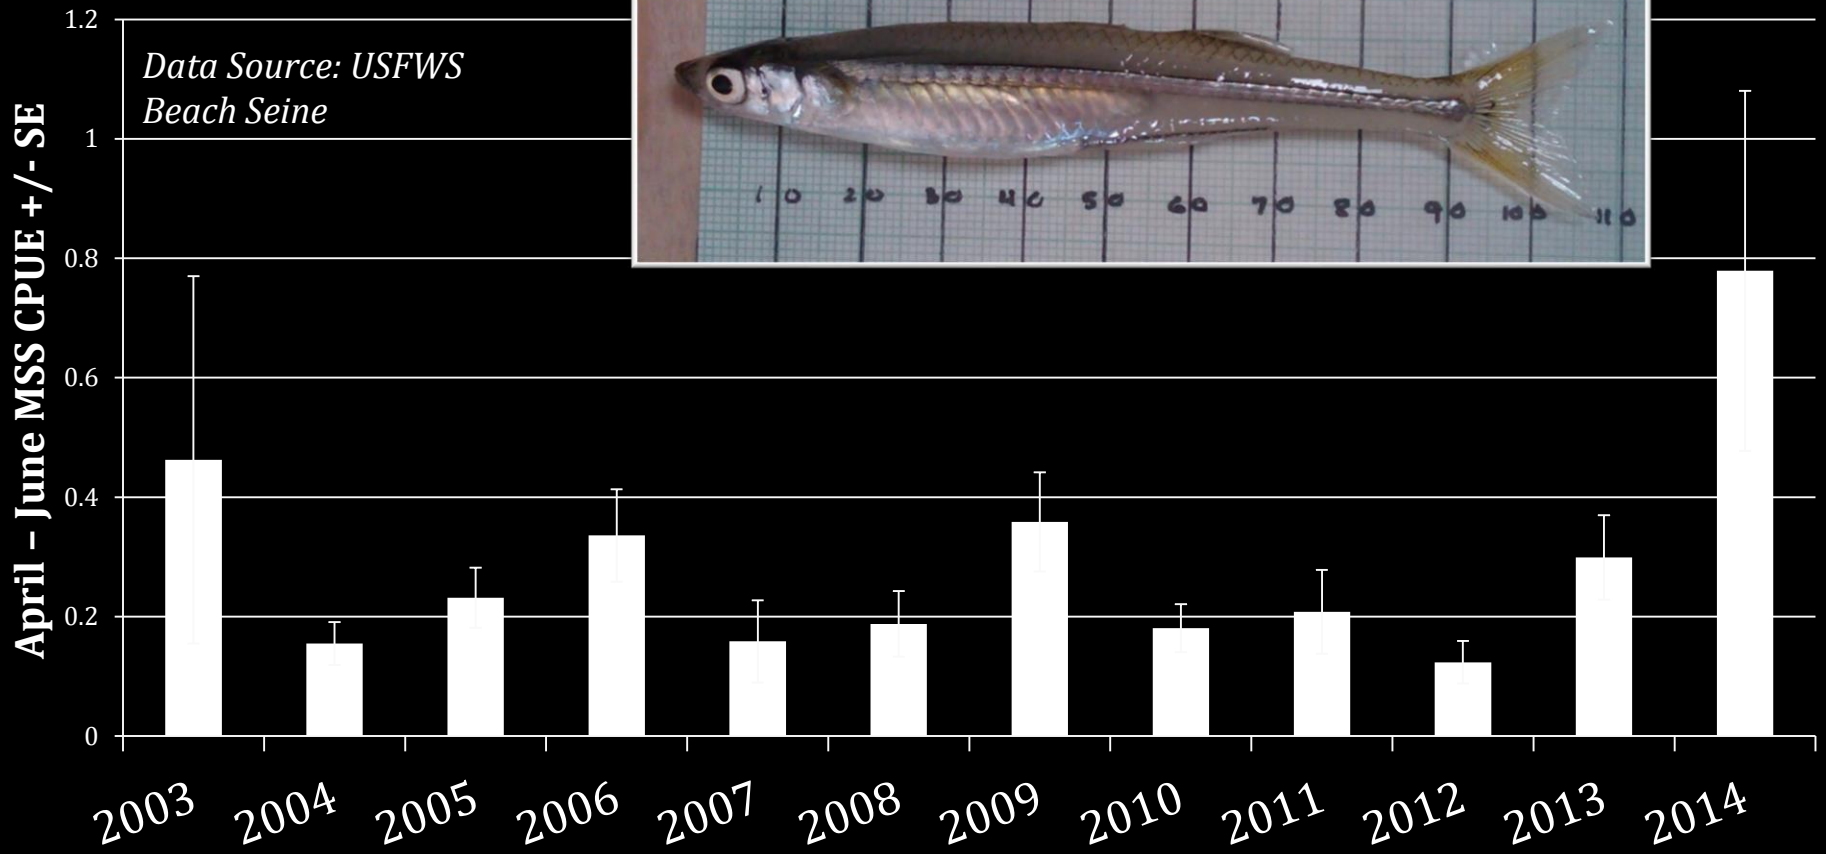 Data Source: USFWS
Beach Seine
April – June MSS CPUE +/- SE
1.2
1
0.8
0.6
0.4
0.2
0
10 20 30 40 50 60 70 80 90 100 110
2003 2004 2005 2006 2007 2008 2009 2010 2011 2012 2013 2014